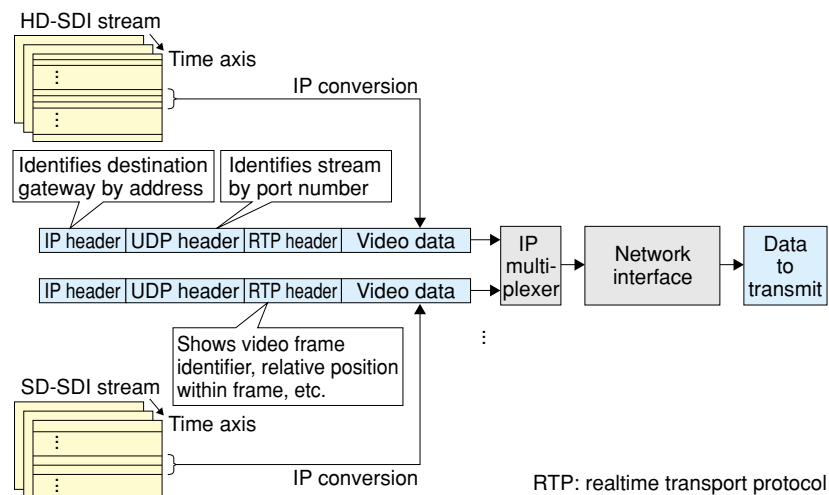 HD-SDI stream
Time axis
⋮
⋮
IP conversion
Identifies destination
gateway by address
Identifies stream
by port number
IP header UDP header RTP header Video data
IP
multi-
plexer
Network
interface
Data
to
transmit
IP header UDP header RTP header Video data
⋮
Shows video frame
identifier, relative position
within frame, etc.
SD-SDI stream
Time axis
⋮
⋮
IP conversion
RTP: realtime transport protocol